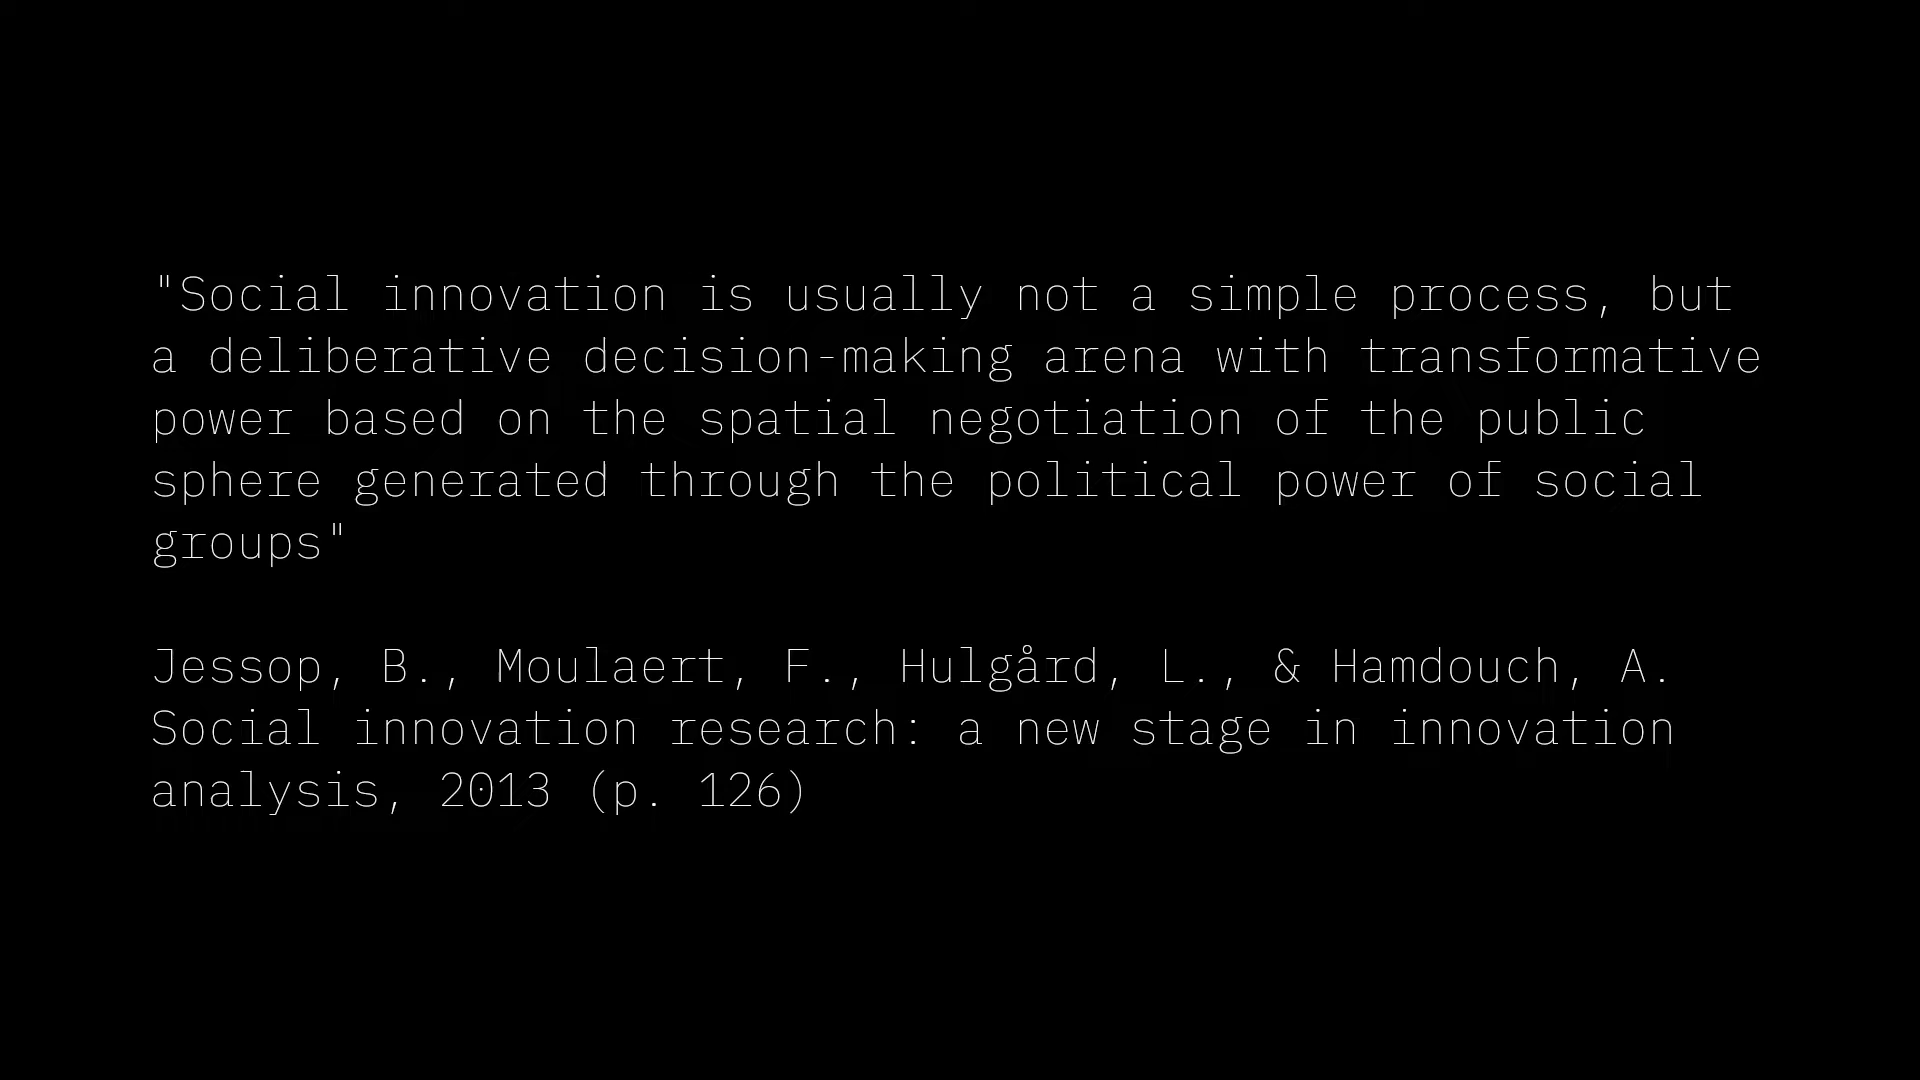 "Social innovation is usually not a simple process, but
a deliberative decision-making arena with transformative
power based on the spatial negotiation of the public
sphere generated through the political power of social
groups"
Jessop, B., Moulaert, F., Hulgård, L., & Hamdouch, A.
Social innovation research: a new stage in innovation
analysis, 2013 (p. 126)